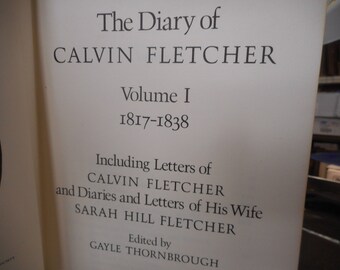 The Diary of
CALVIN FLETCHER
Volume I
1817-1838
Including Letters of
CALVIN FLETCHER
and Diaries and Letters of His Wife
SARAH HILL FLETCHER
Edited by
GAYLE THORNBROUGH